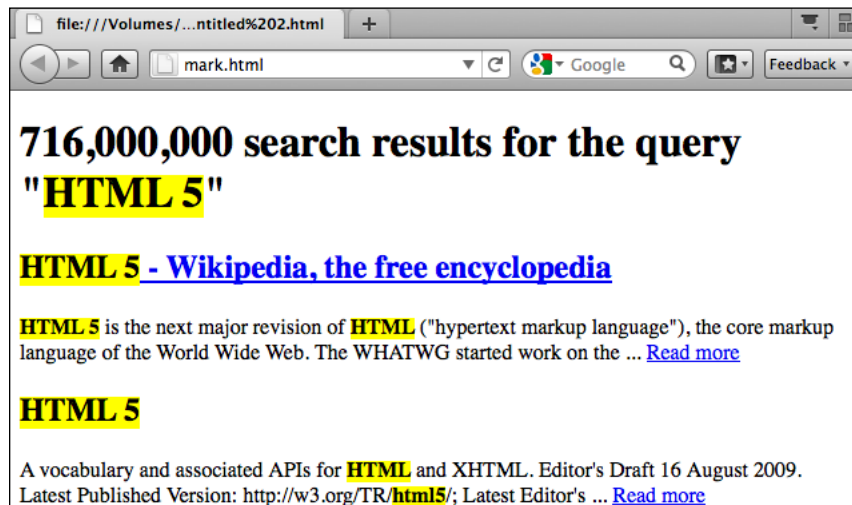 file:///Volumes/...ntitled%202.html
mark.html
Google
Feedback
716,000,000 search results for the query
"HTML 5"
HTML 5 - Wikipedia, the free encyclopedia
HTML 5 is the next major revision of HTML ("hypertext markup language"), the core markup
language of the World Wide Web. The WHATWG started work on the ... Read more
HTML 5
A vocabulary and associated APIs for HTML and XHTML. Editor's Draft 16 August 2009.
Latest Published Version: http://w3.org/TR/html5/; Latest Editor's ... Read more